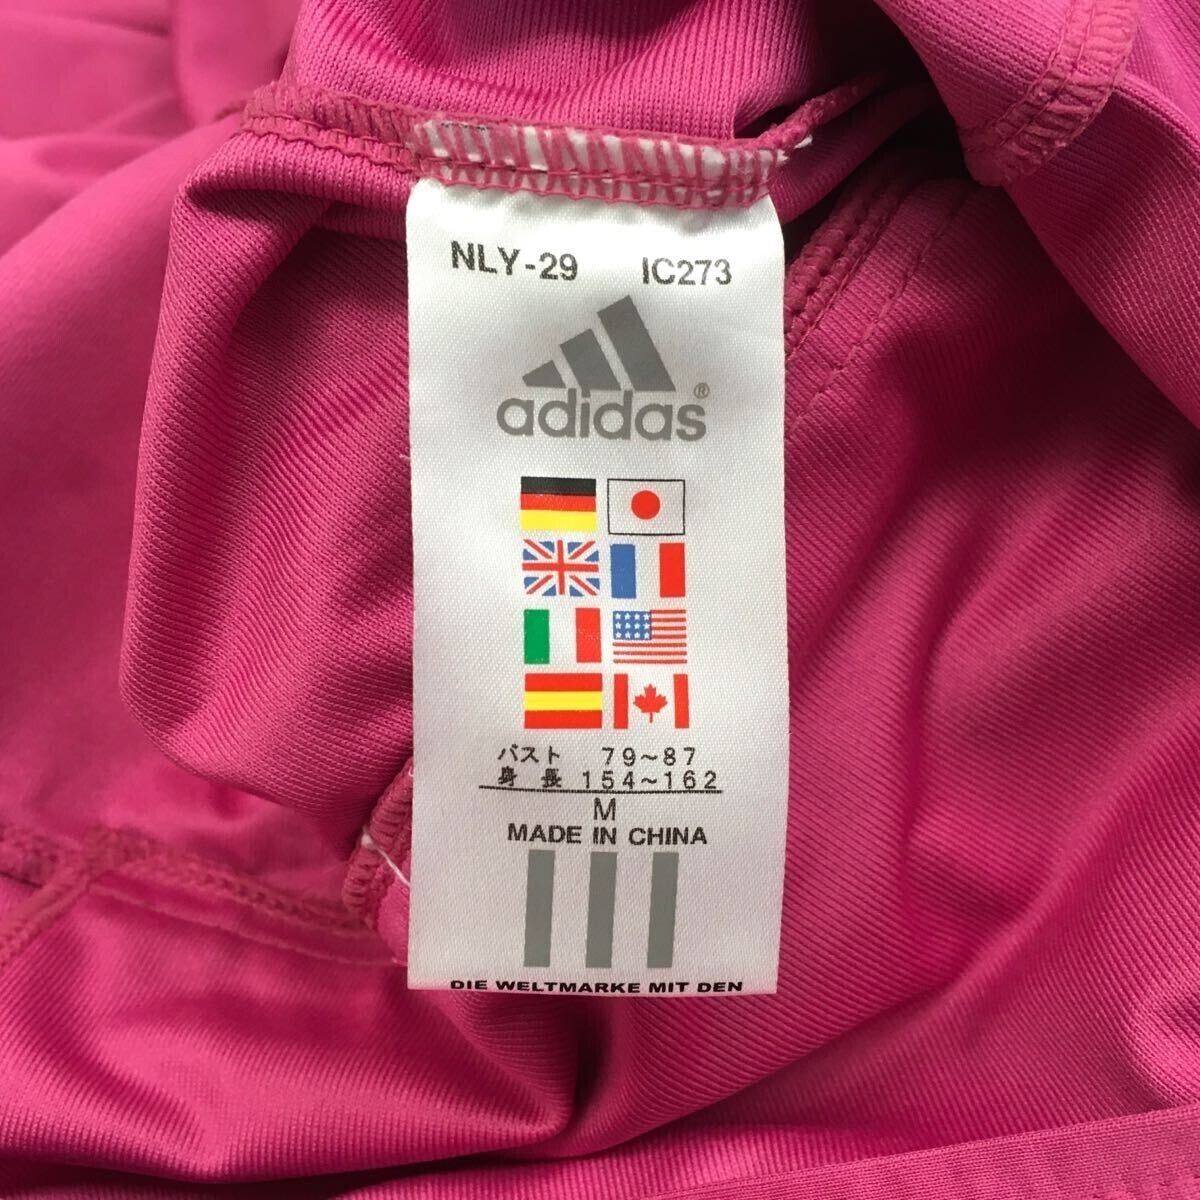 NLY-29 IC273
adidas®
バスト 79~87
身長 154~162
M
MADE IN CHINA
DIE WELTMARKE MIT DEN